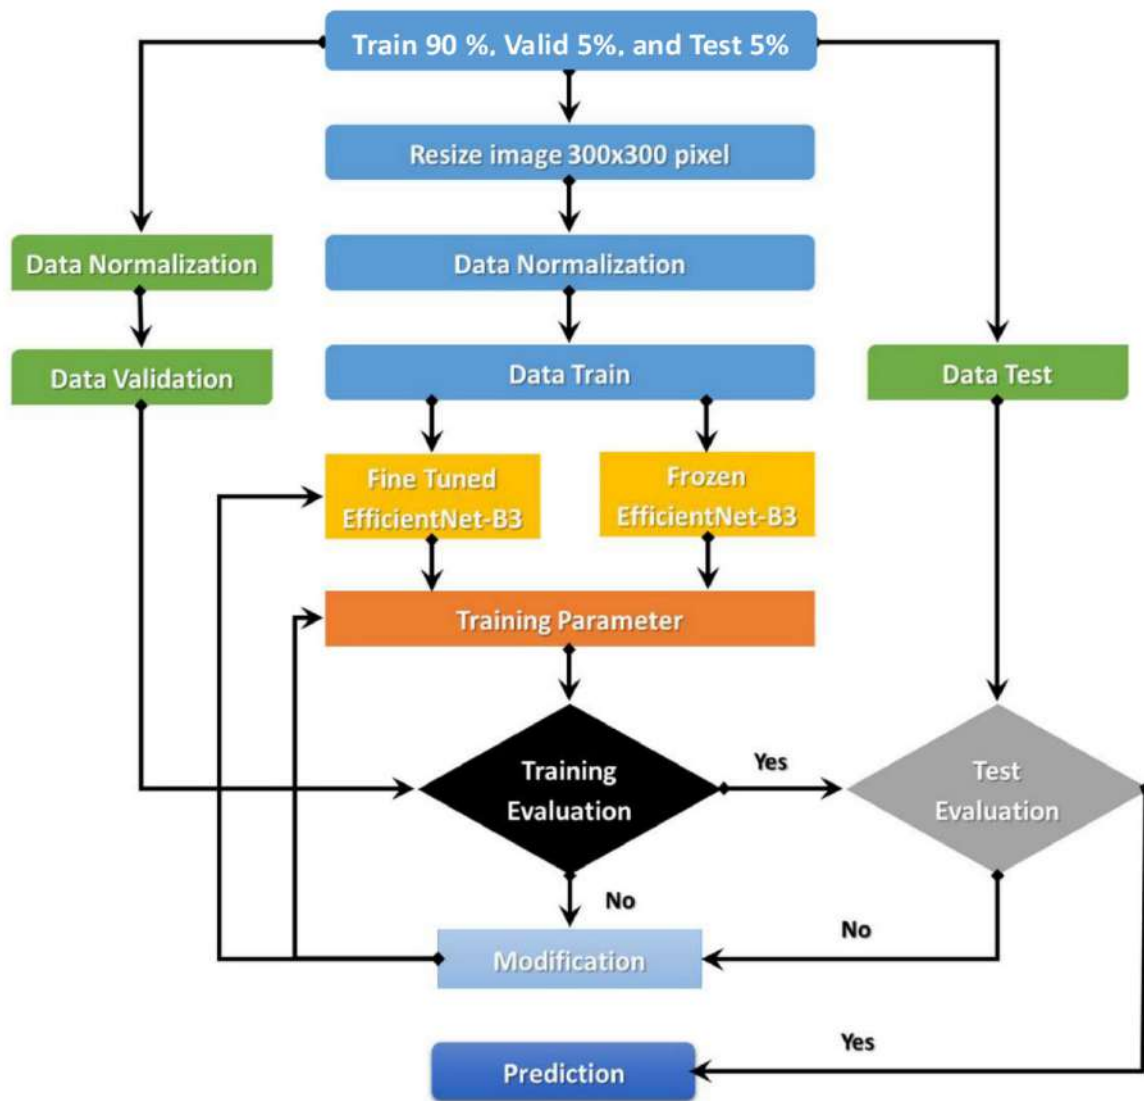 Train 90 %, Valid 5%, and Test 5%
Resize image 300x300 pixel
Data Normalization
Data Normalization
Data Validation
Data Train
Data Test
Fine Tuned
EfficientNet-B3
Frozen
EfficientNet-B3
Training Parameter
Training
Evaluation
Yes
Test
Evaluation
No
No
Modification
Yes
Prediction